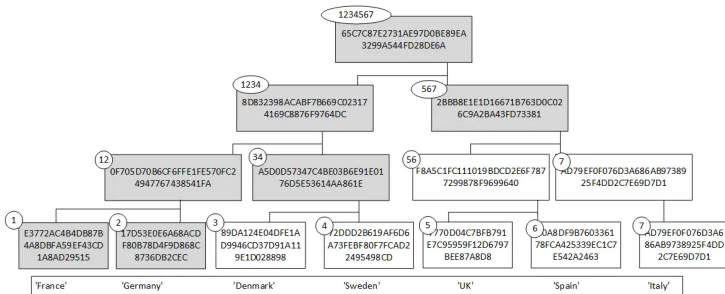 1234567
65C7C87E2731AE97D0BE89EA
3299A544FD28DE6A
1234
8D832398ACABF7B669C02317
4169C8876F9764DC
567
2BBB8E1E1D16671B763D0C02
6C9A2BA43FD73381
12
0F705D70B6CF6FFE1FE570FC2
4947767438541FA
34
A5D0D57347C4BE03B6E91E01
76D5E53614AA861E
56
F8A5C1FC111019BDCD2E6F787
7299878F9699640
7
AD79EF0F076D3A686AB97389
25F4DD2C7E69D7D1
1
E3772AC4B4DB87B
4A8DBFA59EF43CD
1A8AD29515
2
17D53E0E6A68ACD
F80B78D4F9D868C
8736DB2CEC
3
89DA124E04DFE1A
D9946CD37D91A11
9E1D028898
4
72DDD2B619AF6D6
A73FEBF80F7FCAD2
2495498CD
5
F770D04C7BFB791
E7C95959F12D6797
BEE87A8D8
6
0A8DF9B7603361
78FCA425339EC1C7
E542A2463
7
AD79EF0F076D3A6
86AB9738925F4DD
2C7E69D7D1
'France' 'Germany' 'Denmark' 'Sweden' 'UK' 'Spain' 'Italy'